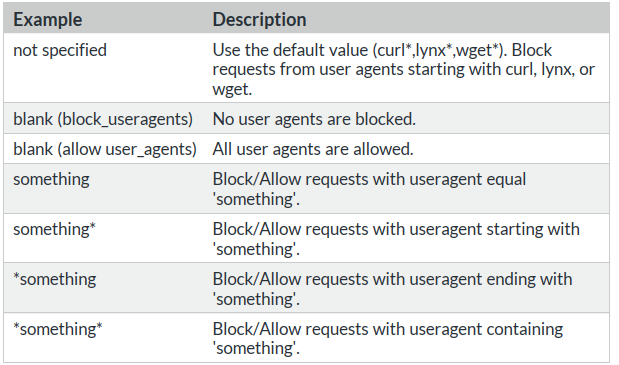 Example Description
not specified Use the default value (curl*,lynx*,wget*). Block
requests from user agents starting with curl, lynx, or
wget.
blank (block_useragents) No user agents are blocked.
blank (allow user_agents) All user agents are allowed.
something Block/Allow requests with useragent equal
'something'.
something* Block/Allow requests with useragent starting with
'something'.
*something Block/Allow requests with useragent ending with
'something'.
*something* Block/Allow requests with useragent containing
'something'.